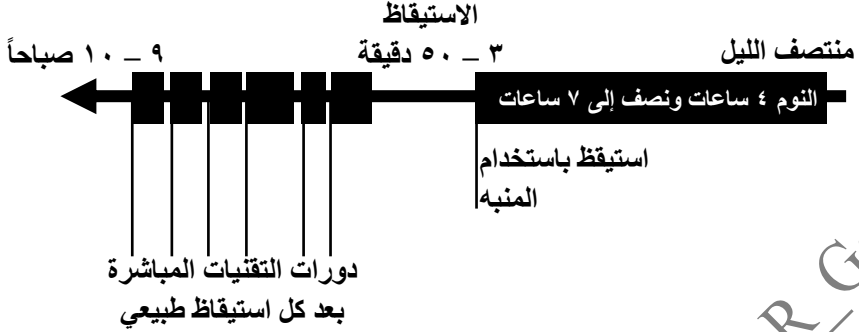 الاستيقاظ
منتصف الليل
٣ – ٥٠ دقيقة
٩ – ١٠ صباحاً
النوم ٤ ساعات ونصف إلى ٧ ساعات
استيقظ باستخدام
المنبه
دورات التقنيات المباشرة
بعد كل استيقاظ طبيعي